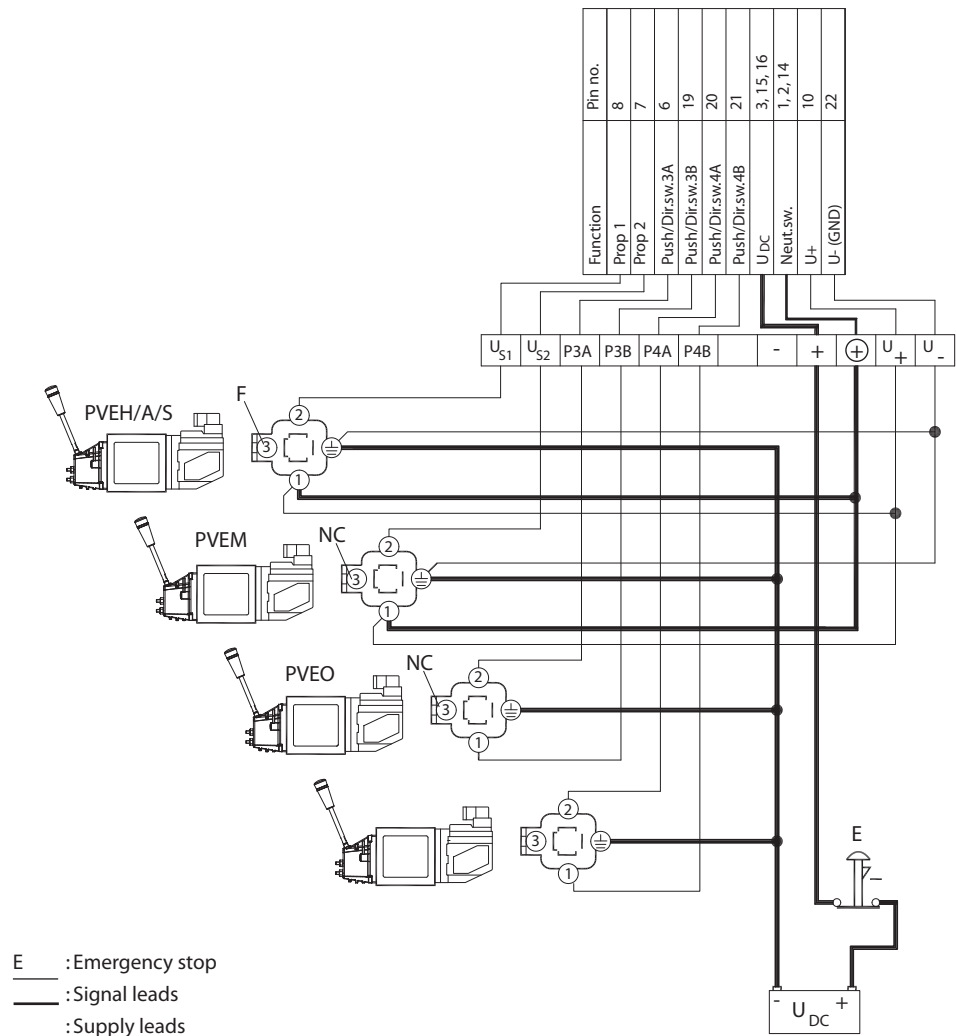 Function Pin no.
Prop 1 8
Prop 2 7
Push/Dir.sw.3A 6
Push/Dir.sw.3B 19
Push/Dir.sw.4A 20
Push/Dir.sw.4B 21
UDC 3, 15, 16
Neut.sw. 1, 2, 14
U+ 10
U- (GND) 22
US1 US2 P3A P3B P4A P4B - + + U+ U-
PVEH/A/S
F
2
3
1
PVEM
NC
2
3
1
PVEO
NC
2
3
1
2
3
1
E
- UDC +
E :Emergency stop
:Signal leads
:Supply leads